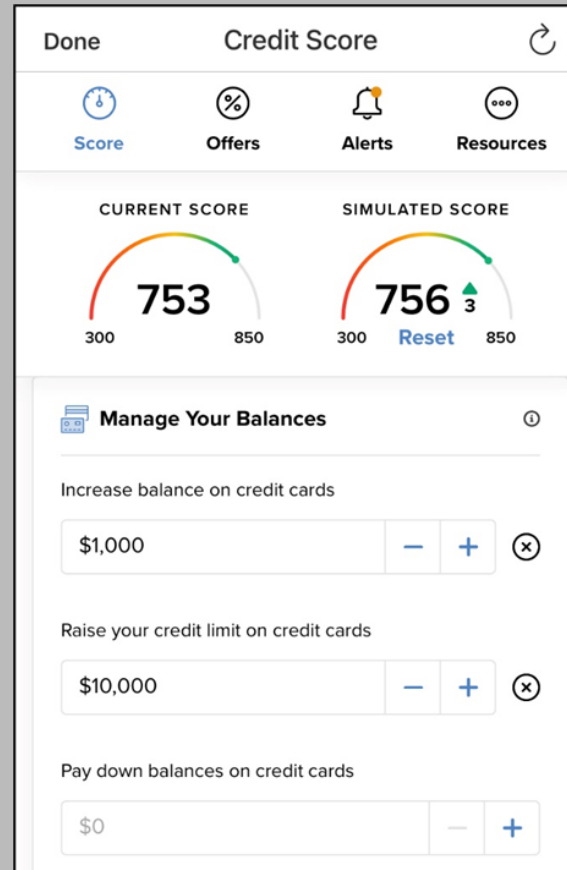 Done Credit Score
Score Offers Alerts Resources
CURRENT SCORE SIMULATED SCORE
753 756 3
300 850 300 Reset 850
Manage Your Balances
Increase balance on credit cards
$1,000
Raise your credit limit on credit cards
$10,000
Pay down balances on credit cards
$0